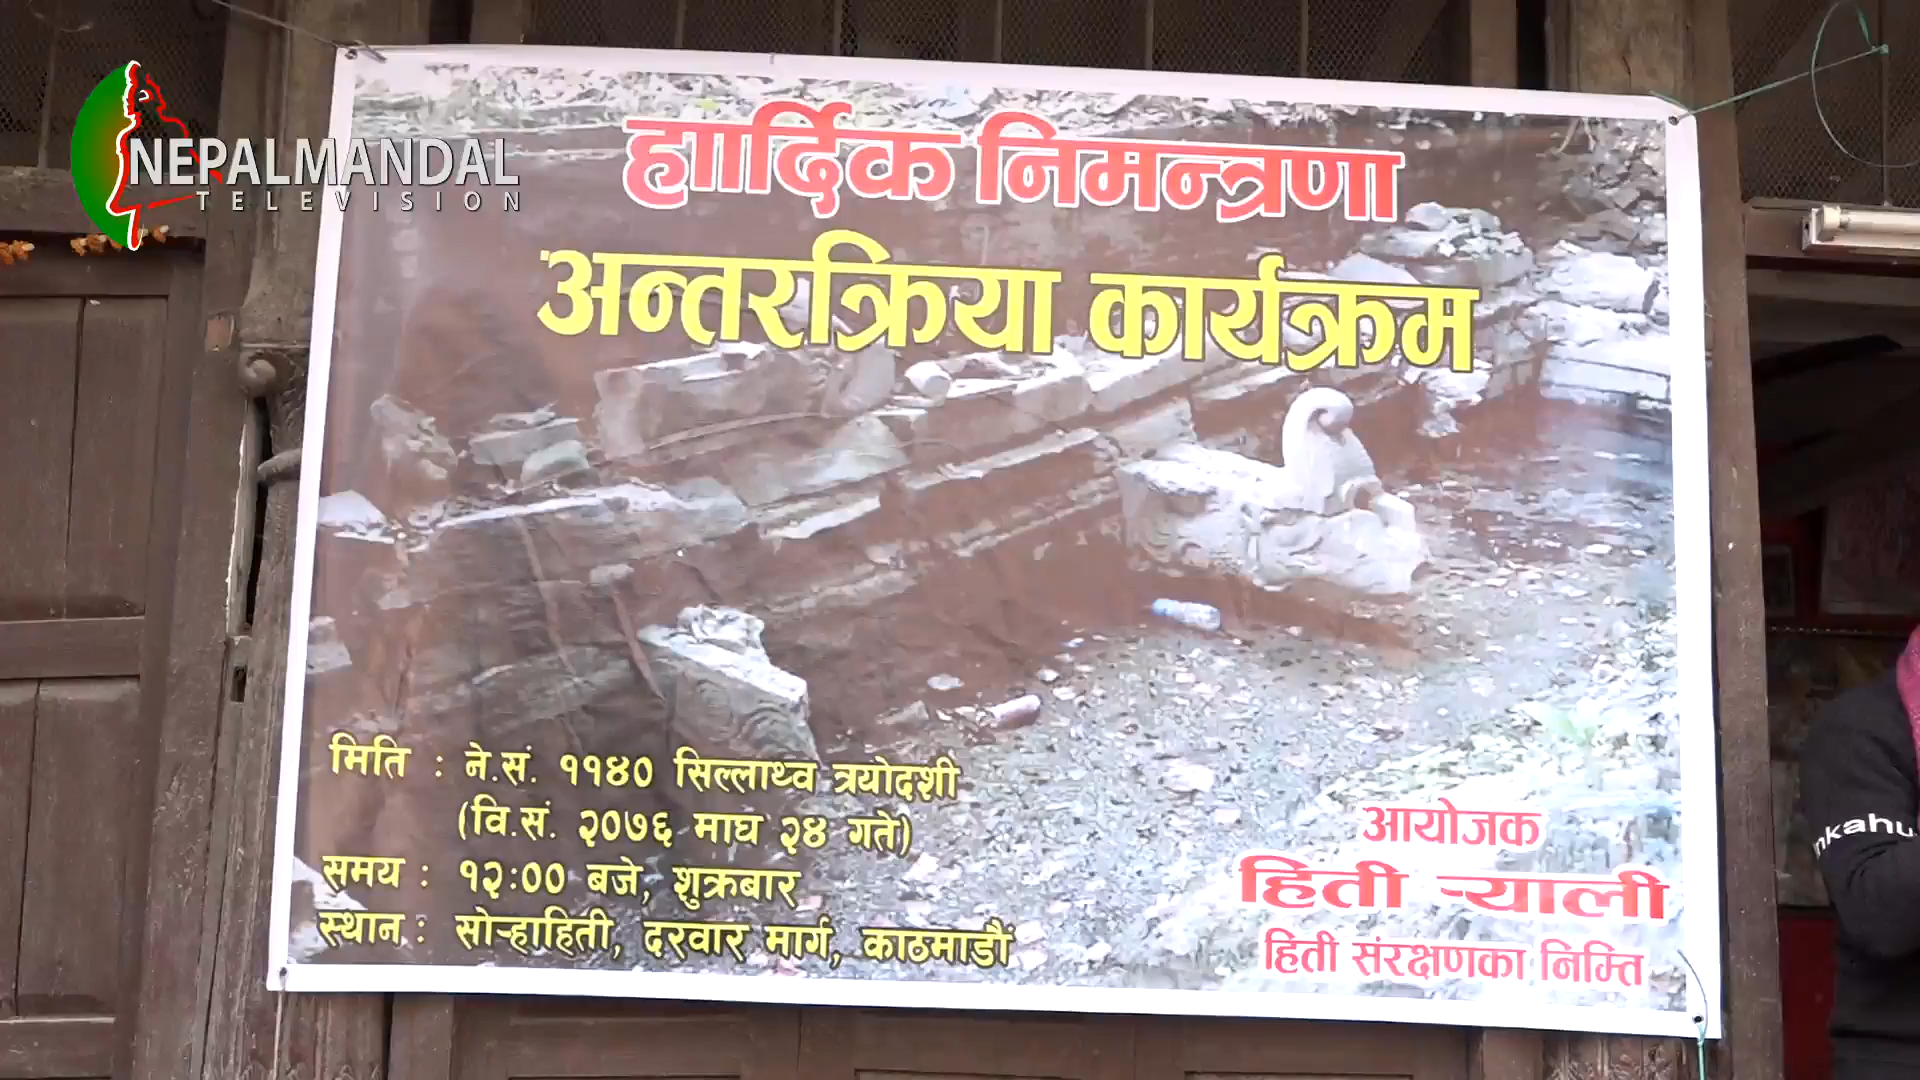 NEPALMANDAL
TELEVISION
हार्दिक निमन्त्रणा
अन्तरक्रिया कार्यक्रम
मिति : ने.सं. ११४० सिल्लाथ्व त्रयोदशी
(वि.सं. २०७६ माघ २४ गते)
समय : १२:०० बजे, शुक्रबार
स्थान : सोऱ्हाहिती, दरवार मार्ग, काठमाडौं
आयोजक
हिती ऱ्याली
हिती संरक्षणका निम्ति